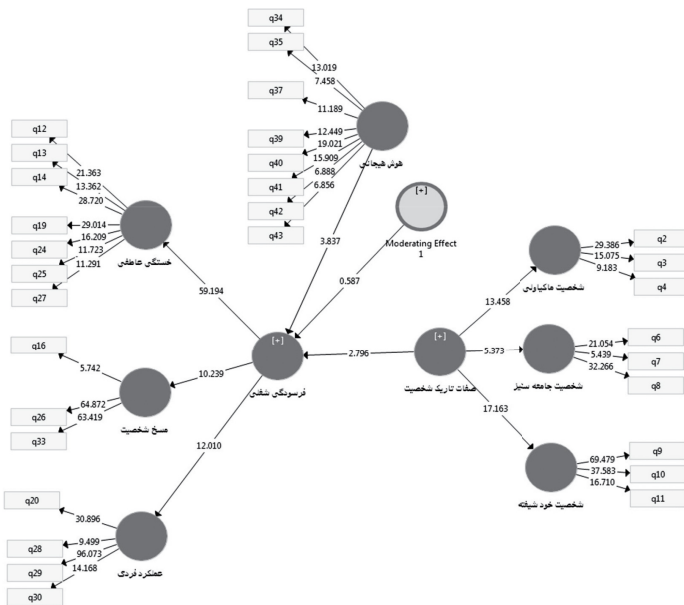 q34
q35
13.019
7.458
q37
11.189
q39
12.449
19.021
q40
15.909
q41
6.888
q42
6.856
q43
هوش هیجانی
q12
q13
q14
21.363
13.362
28.720
q19
29.014
q24
16.209
q25
11.723
11.291
q27
خستگی عاطفی
[+]
Moderating Effect
1
3.837
0.587
59.194
q2
29.386
q3
15.075
q4
9.183
شخصیت ماکیاولی
13.458
q16
5.742
q26
64.872
q33
63.419
مسخ شخصیت
10.239
[+]
فرسودگی شغلی
2.796
[+]
صفات تاریک شخصیت
5.373
q6
21.054
q7
5.439
q8
32.266
شخصیت جامعه ستیز
17.163
12.010
q9
69.479
q10
37.583
q11
16.710
شخصیت خود شیفته
q20
30.896
q28
9.499
q29
96.073
q30
14.168
عملکرد فردی